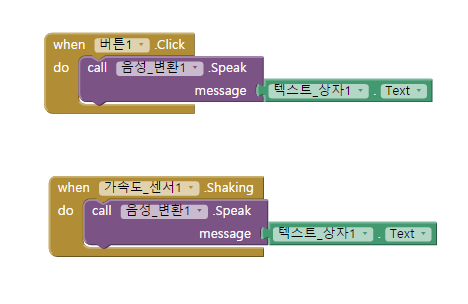 when 버튼1 .Click
do call 음성_변환1 .Speak
message 텍스트_상자1 . Text
when 가속도_센서1 .Shaking
do call 음성_변환1 .Speak
message 텍스트_상자1 . Text